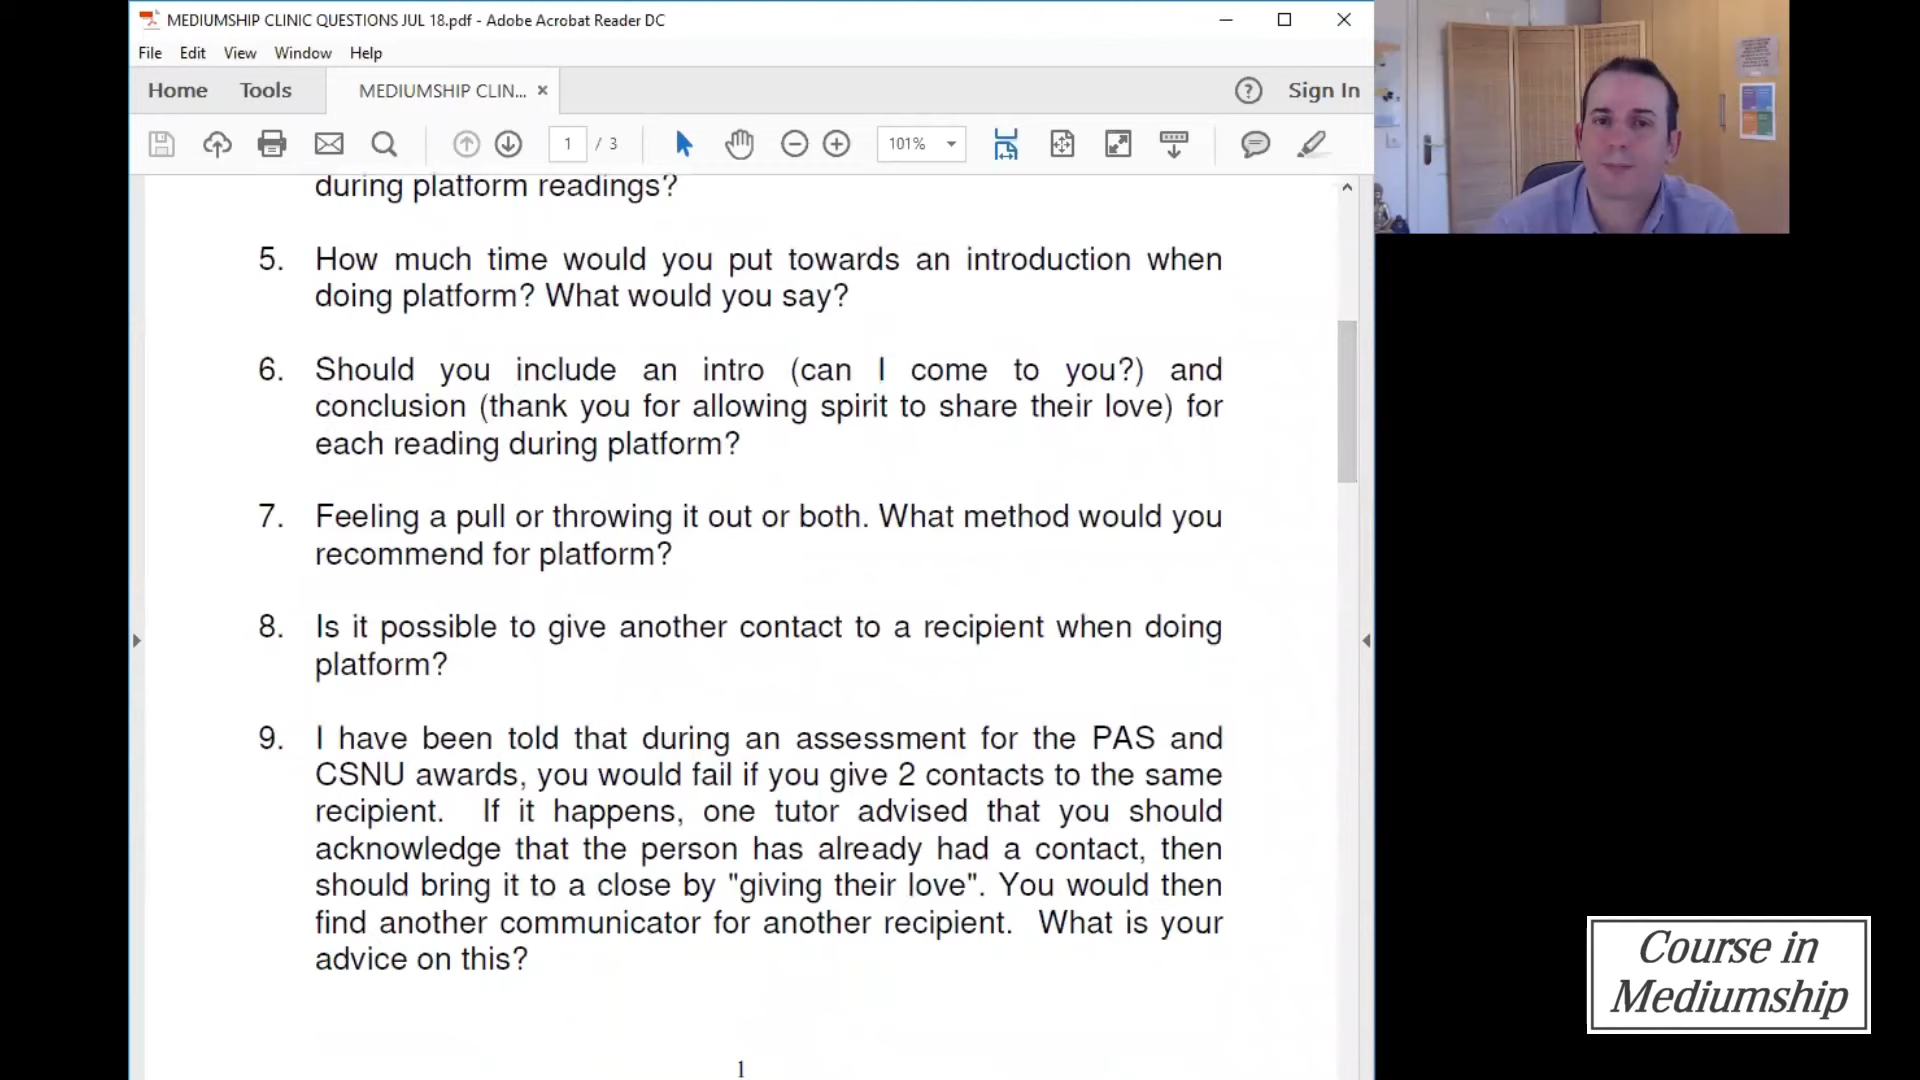 MEDIUMSHIP CLINIC QUESTIONS JUL 18.pdf - Adobe Acrobat Reader DC
File Edit View Window Help
Home Tools MEDIUMSHIP CLIN... × ? Sign In
1 / 3 101%
during platform readings?
5. How much time would you put towards an introduction when
doing platform? What would you say?
6. Should you include an intro (can I come to you?) and
conclusion (thank you for allowing spirit to share their love) for
each reading during platform?
7. Feeling a pull or throwing it out or both. What method would you
recommend for platform?
8. Is it possible to give another contact to a recipient when doing
platform?
9. I have been told that during an assessment for the PAS and
CSNU awards, you would fail if you give 2 contacts to the same
recipient. If it happens, one tutor advised that you should
acknowledge that the person has already had a contact, then
should bring it to a close by "giving their love". You would then
find another communicator for another recipient. What is your
advice on this?
1
Course in
Mediumship